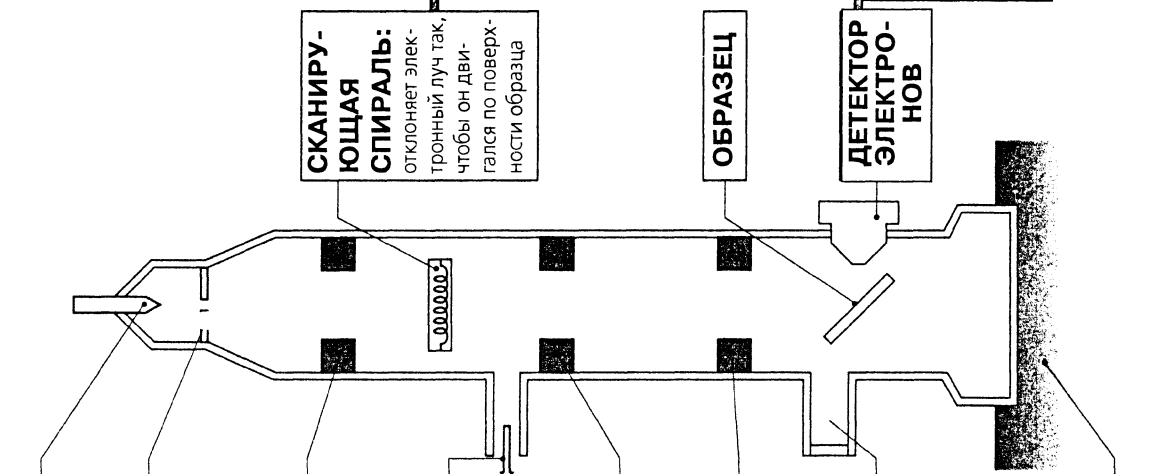 СКАНИРУ-
ЮЩАЯ
СПИРАЛЬ:
отклоняет элек-
тронный луч так,
чтобы он дви-
гался по поверх-
ности образца
ОБРАЗЕЦ
ДЕТЕКТОР
ЭЛЕКТРО-
НОВ